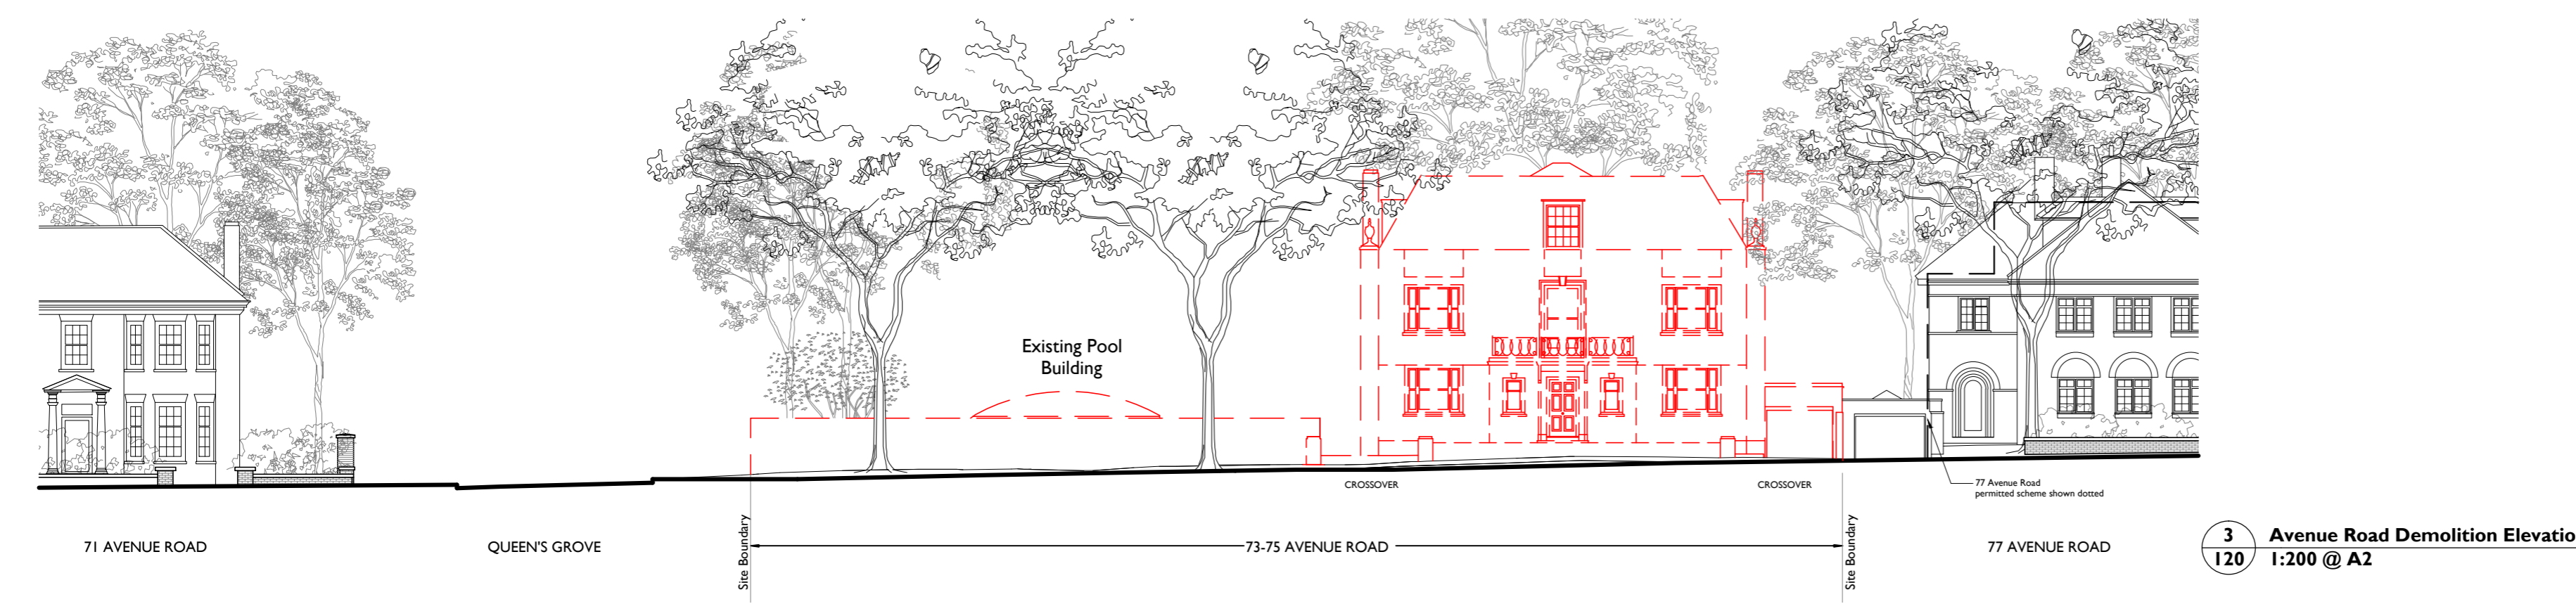 Existing Pool
Building
CROSSOVER
CROSSOVER
77 Avenue Road
permitted scheme shown dotted
Site Boundary
Site Boundary
71 AVENUE ROAD
QUEEN'S GROVE
73-75 AVENUE ROAD
77 AVENUE ROAD
3
120
Avenue Road Demolition Elevatio
1:200 @ A2